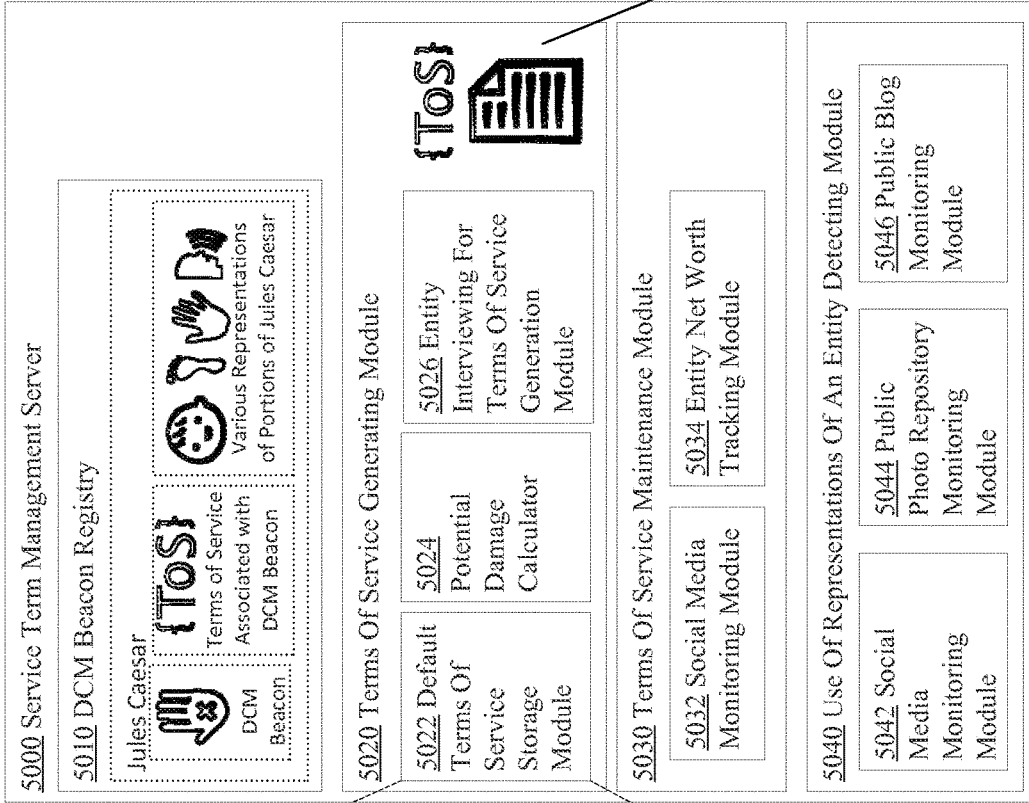 5000 Service Term Management Server
5010 DCM Beacon Registry
Jules Caesar
DCM
Beacon
{ToS}
Terms of Service
Associated with
DCM Beacon
Various Representations
of Portions of Jules Caesar
5020 Terms Of Service Generating Module
5022 Default
Terms Of
Service
Storage
Module
5024
Potential
Damage
Calculator
5026 Entity
Interviewing For
Terms Of Service
Generation
Module
{ToS}
5030 Terms Of Service Maintenance Module
5032 Social Media
Monitoring Module
5034 Entity Net Worth
Tracking Module
5040 Use Of Representations Of An Entity Detecting Module
5042 Social
Media
Monitoring
Module
5044 Public
Photo Repository
Monitoring
Module
5046 Public Blog
Monitoring
Module